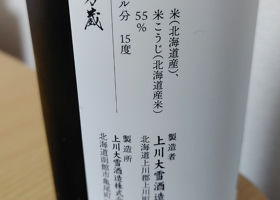 米(北海道産)、
米こうじ(北海道産米)
55%
ル分 15度
蔵
製造者
上川大雪酒造
北海道上川郡上川町
製造所
上川大雪酒造株式会
北海道函館市亀尾町